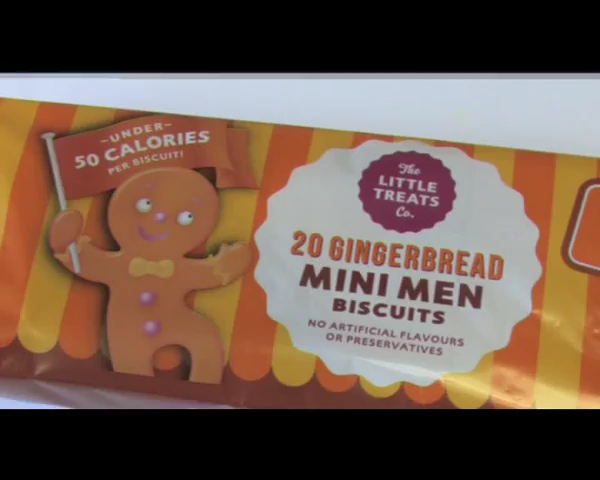 –UNDER–
50 CALORIES
PER BISCUIT!
The
LITTLE
TREATS
Co.
20 GINGERBREAD
MINI MEN
BISCUITS
NO ARTIFICIAL FLAVOURS
OR PRESERVATIVES